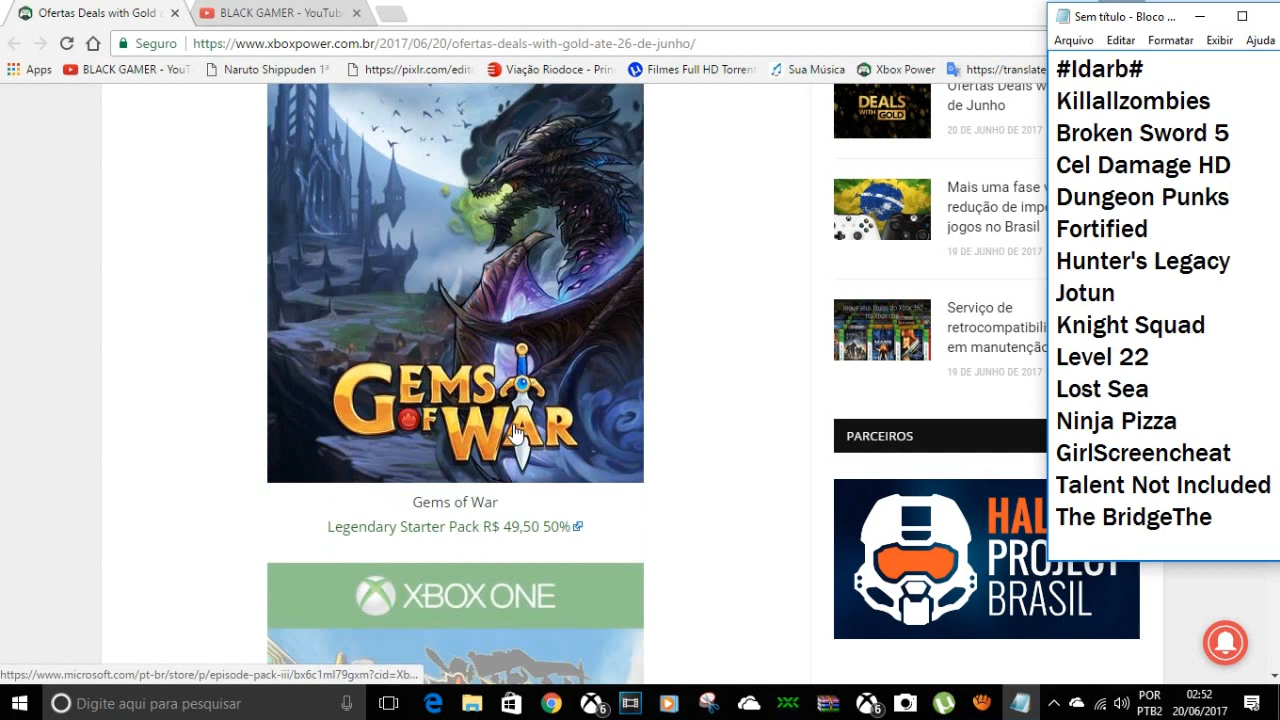 Ofertas Deals with Gold a
BLACK GAMER - YouTube
Seguro
https://www.xboxpower.com.br/2017/06/20/ofertas-deals-with-gold-ate-26-de-junho/
Apps
BLACK GAMER - YouT
Naruto Shippuden 1ª
https://pixlr.com/edit
Viação Riodoce - Prin
Filmes Full HD Torrent
Sua Música
Xbox Power
https://translate
GEMS
OF WAR
Gems of War
Legendary Starter Pack R$ 49,50 50%
XBOX ONE
DEALS
WITH GOLD
Ofertas Deals w
de Junho
20 DE JUNHO DE 2017
Mais uma fase v
redução de impo
jogos no Brasil
19 DE JUNHO DE 2017
Serviço de
retrocompatibili
em manutenção
19 DE JUNHO DE 2017
PARCEIROS
HAL
PROJECT
BRASIL
Sem título - Bloco ...
Arquivo Editar Formatar Exibir Ajuda
#Idarb#
Killallzombies
Broken Sword 5
Cel Damage HD
Dungeon Punks
Fortified
Hunter's Legacy
Jotun
Knight Squad
Level 22
Lost Sea
Ninja Pizza
GirlScreencheat
Talent Not Included
The BridgeThe
https://www.microsoft.com/pt-br/store/p/episode-pack-iii/bx6c1ml79gxm?cid=Xb...
Digite aqui para pesquisar
6
6
POR
PTB2
02:52
20/06/2017